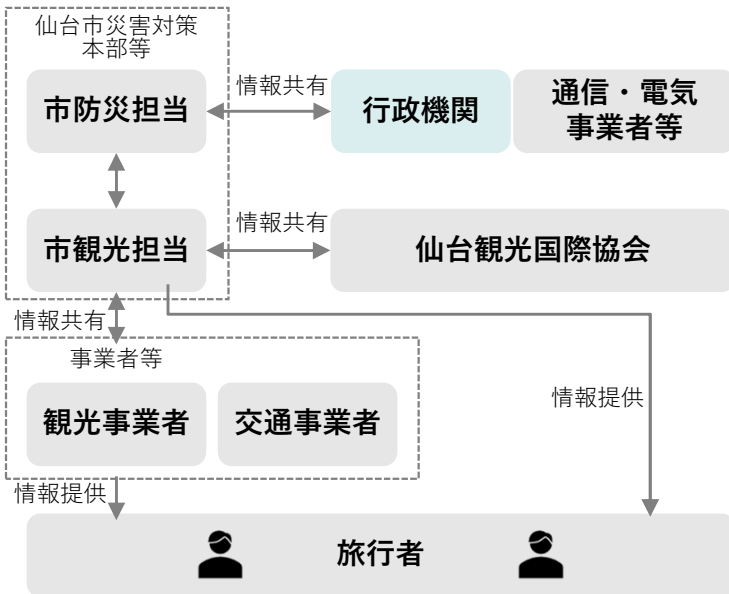 仙台市災害対策
本部等
市防災担当
情報共有
行政機関
通信・電気
事業者等
市観光担当
情報共有
仙台観光国際協会
情報共有
事業者等
観光事業者
交通事業者
情報提供
情報提供
旅行者